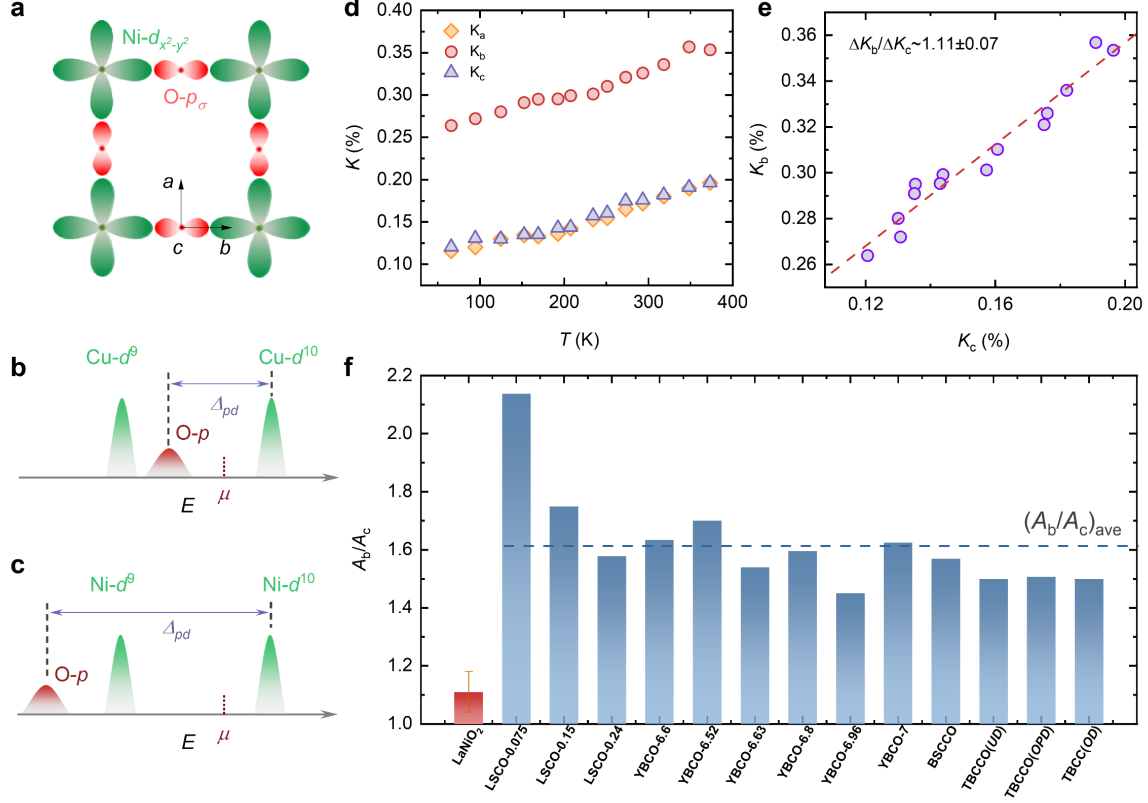 a
Ni-dx²-y²
O-pσ
a
c
b
b
Cu-d⁹
Cu-d¹⁰
Δpd
O-p
E
μ
c
Ni-d⁹
Ni-d¹⁰
Δpd
O-p
E
μ
d
0.40
0.35
0.30
0.25
0.20
0.15
0.10
K (%)
Ka
Kb
Kc
100
200
300
400
T (K)
e
0.36
0.32
0.28
0.26
Kb (%)
ΔKb/ΔKc~1.11±0.07
0.12
0.16
0.20
Kc (%)
f
2.2
2.0
1.8
1.6
1.4
1.2
1.0
Ab/Ac
(Ab/Ac)ave
LaNiO₂
LSCO-0.075
LSCO-0.15
LSCO-0.24
YBCO-6.6
YBCO-6.52
YBCO-6.63
YBCO-6.8
YBCO-6.96
YBCO-7
BSCCO
TBCCO(UD)
TBCCO(OPD)
TBCC((OD)